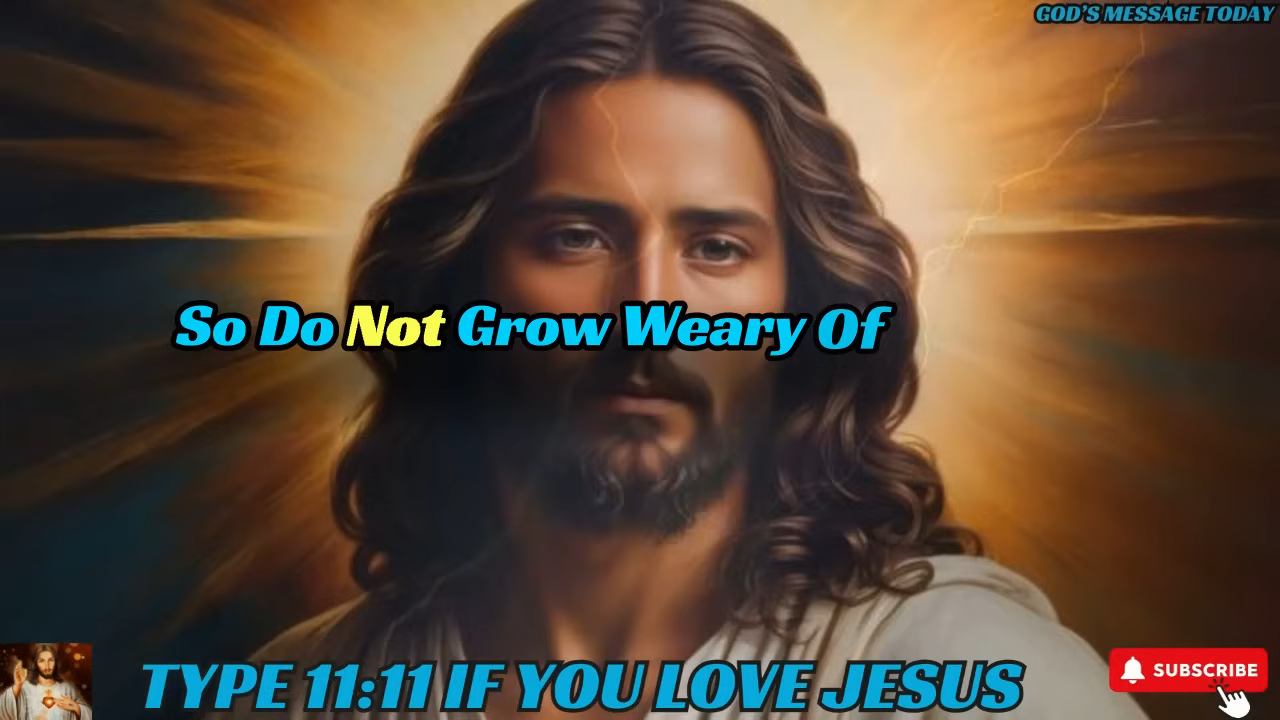 GOD'S MESSAGE TODAY
So Do Not Grow Weary Of
TYPE 11:11 IF YOU LOVE JESUS
SUBSCRIBE